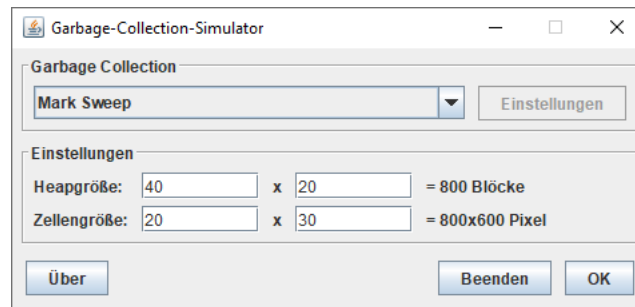 Garbage-Collection-Simulator
Garbage Collection
Mark Sweep Einstellungen
Einstellungen
Heapgröße: 40 x 20 = 800 Blöcke
Zellengröße: 20 x 30 = 800x600 Pixel
Über Beenden OK